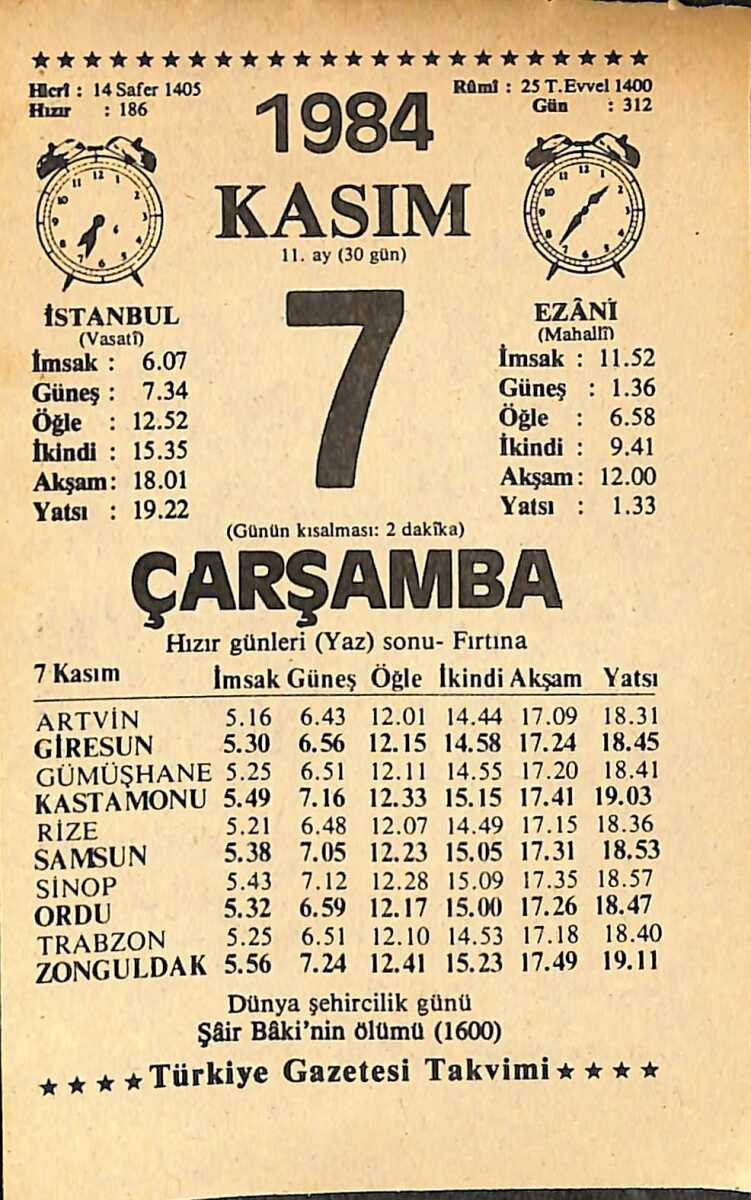 Hicrî : 14 Safer 1405
Hızır : 186
Rûmî : 25 T.Evvel 1400
Gün : 312
1984
KASIM
11. ay (30 gün)
7
İSTANBUL
(Vasatî)
İmsak : 6.07
Güneş : 7.34
Öğle : 12.52
İkindi : 15.35
Akşam: 18.01
Yatsı : 19.22
EZÂNİ
(Mahallî)
İmsak : 11.52
Güneş : 1.36
Öğle : 6.58
İkindi : 9.41
Akşam: 12.00
Yatsı : 1.33
(Günün kısalması: 2 dakîka)
ÇARŞAMBA
Hızır günleri (Yaz) sonu- Fırtına
7 Kasım İmsak Güneş Öğle İkindi Akşam Yatsı
ARTVİN 5.16 6.43 12.01 14.44 17.09 18.31
GİRESUN 5.30 6.56 12.15 14.58 17.24 18.45
GÜMÜŞHANE 5.25 6.51 12.11 14.55 17.20 18.41
KASTAMONU 5.49 7.16 12.33 15.15 17.41 19.03
RİZE 5.21 6.48 12.07 14.49 17.15 18.36
SAMSUN 5.38 7.05 12.23 15.05 17.31 18.53
SİNOP 5.43 7.12 12.28 15.09 17.35 18.57
ORDU 5.32 6.59 12.17 15.00 17.26 18.47
TRABZON 5.25 6.51 12.10 14.53 17.18 18.40
ZONGULDAK 5.56 7.24 12.41 15.23 17.49 19.11
Dünya şehircilik günü
Şâir Bâki'nin ölümü (1600)
Türkiye Gazetesi Takvimi